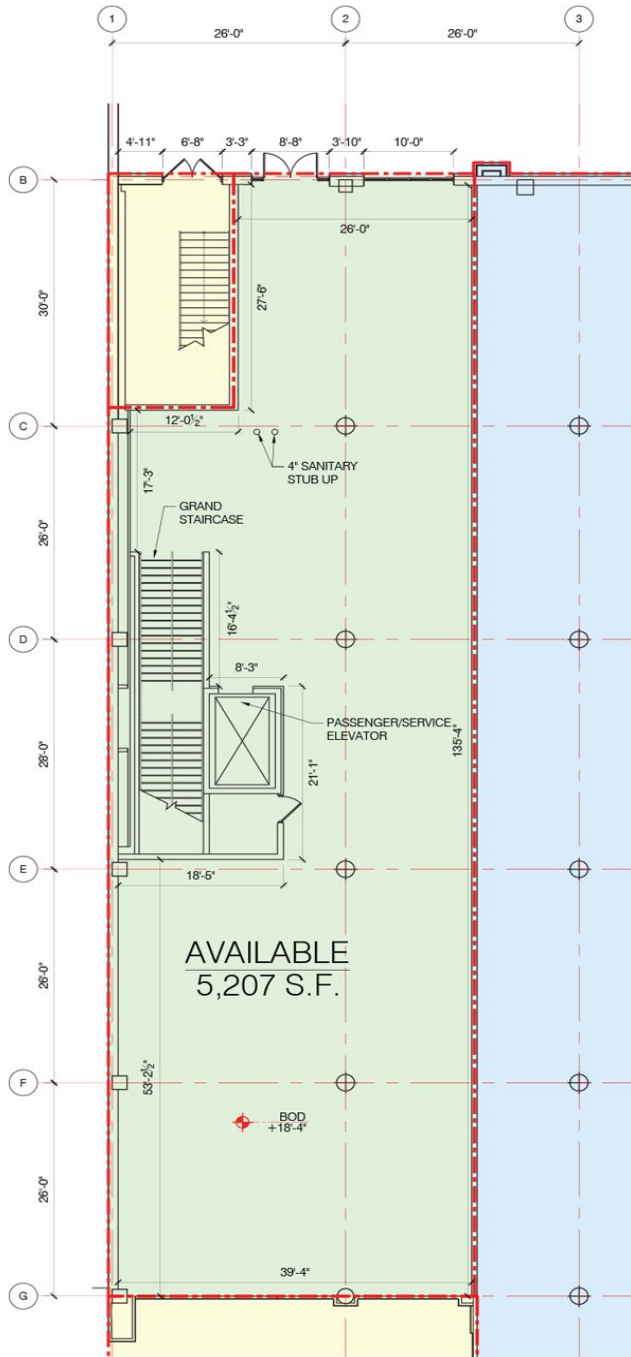 1
2
3
26'-0"
26'-0"
4'-11"
6'-8"
3'-3"
8'-8"
3'-10"
10'-0"
B
26'-0"
30'-0"
27'-6"
C
12'-0½"
4" SANITARY
STUB UP
17'-3"
GRAND
STAIRCASE
26'-0"
16'-4½"
D
8'-3"
PASSENGER/SERVICE
ELEVATOR
135'-4"
28'-0"
21'-1"
E
18'-5"
AVAILABLE
5,207 S.F.
26'-0"
53'-2½"
F
BOD
+18'-4"
26'-0"
39'-4"
G